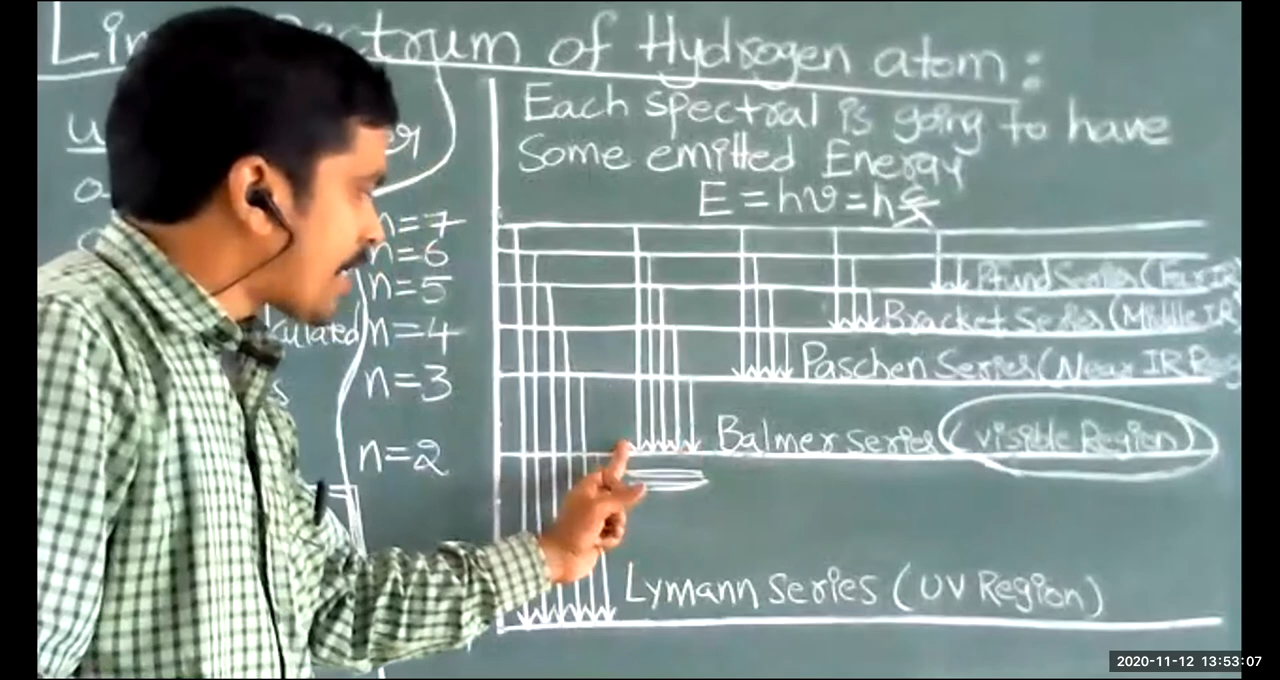 Line Spectrum of Hydrogen atom:
Each spectral is going to have
Some emitted Energy
E = hν = h c/λ
n=7
n=6
n=5
n=4
n=3
n=2
Pfund Series (Far IR
Bracket Series (Middle IR
Paschen Series (Near IR Reg
Balmer series (visible Region)
Lymann series (UV Region)
2020-11-12 13:53:07